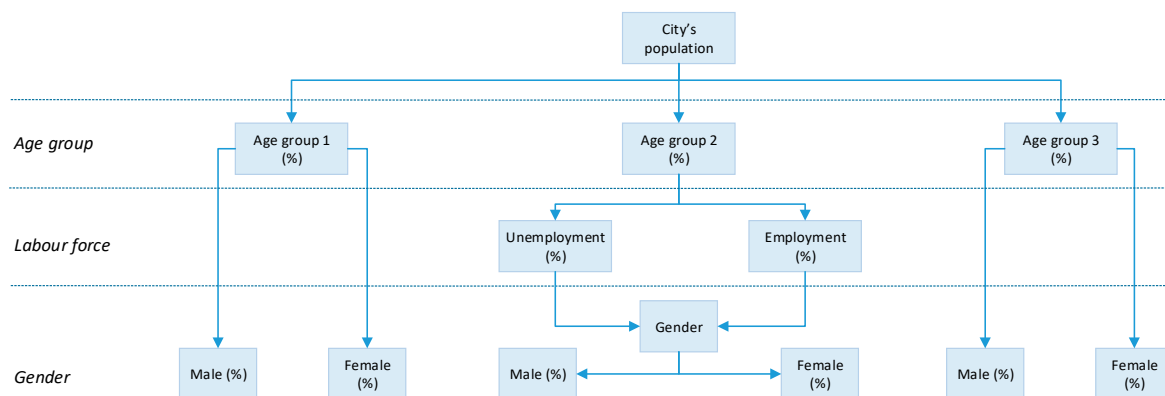 City's
population
Age group
Age group 1
(%)
Age group 2
(%)
Age group 3
(%)
Labour force
Unemployment
(%)
Employment
(%)
Gender
Gender
Male (%)
Female
(%)
Male (%)
Female
(%)
Male (%)
Female
(%)